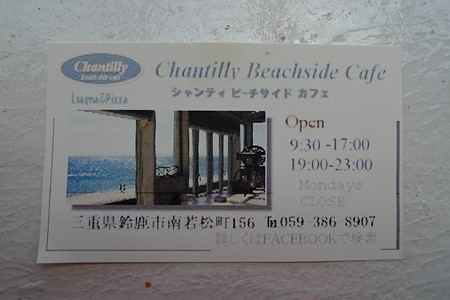 Chantilly
Chantilly Beachside Cafe
シャンティ ビーチサイド カフェ
Open
9:30-17:00
19:00-23:00
Mondays
CLOSE
三重県鈴鹿市南若松町156 ℡059-386-8907
詳しくはFACEBOOKで検索